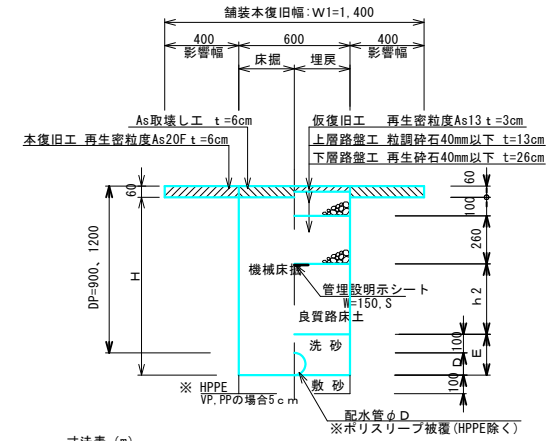 舗装本復旧幅:W1=1,400
400 600 400
影響幅 床掘 埋戻 影響幅
As取壊し工 t=6cm
仮復旧工 再生密粒度As13 t=3cm
本復旧工 再生密粒度As20F t=6cm
上層路盤工 粒調砕石40mm以下 t=13cm
下層路盤工 再生砕石40mm以下 t=26cm
60
60
100
DP=900、1200
H
260
機械床掘
管埋設明示シート
W=150,S
h2
良質路床土
洗砂
100
D
E
※ HPPE
VP,PPの場合5cm
敷砂
100
配水管φD
※ポリスリーブ被覆(HPPE除く)
寸法表 (m)